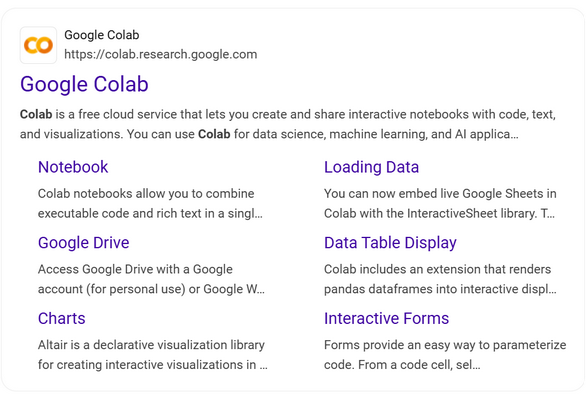 Google Colab
https://colab.research.google.com
Google Colab
Colab is a free cloud service that lets you create and share interactive notebooks with code, text,
and visualizations. You can use Colab for data science, machine learning, and AI applica...
Notebook
Colab notebooks allow you to combine
executable code and rich text in a singl...
Loading Data
You can now embed live Google Sheets in
Colab with the InteractiveSheet library. T...
Google Drive
Access Google Drive with a Google
account (for personal use) or Google W...
Data Table Display
Colab includes an extension that renders
pandas dataframes into interactive displ...
Charts
Altair is a declarative visualization library
for creating interactive visualizations in ...
Interactive Forms
Forms provide an easy way to parameterize
code. From a code cell, sel...